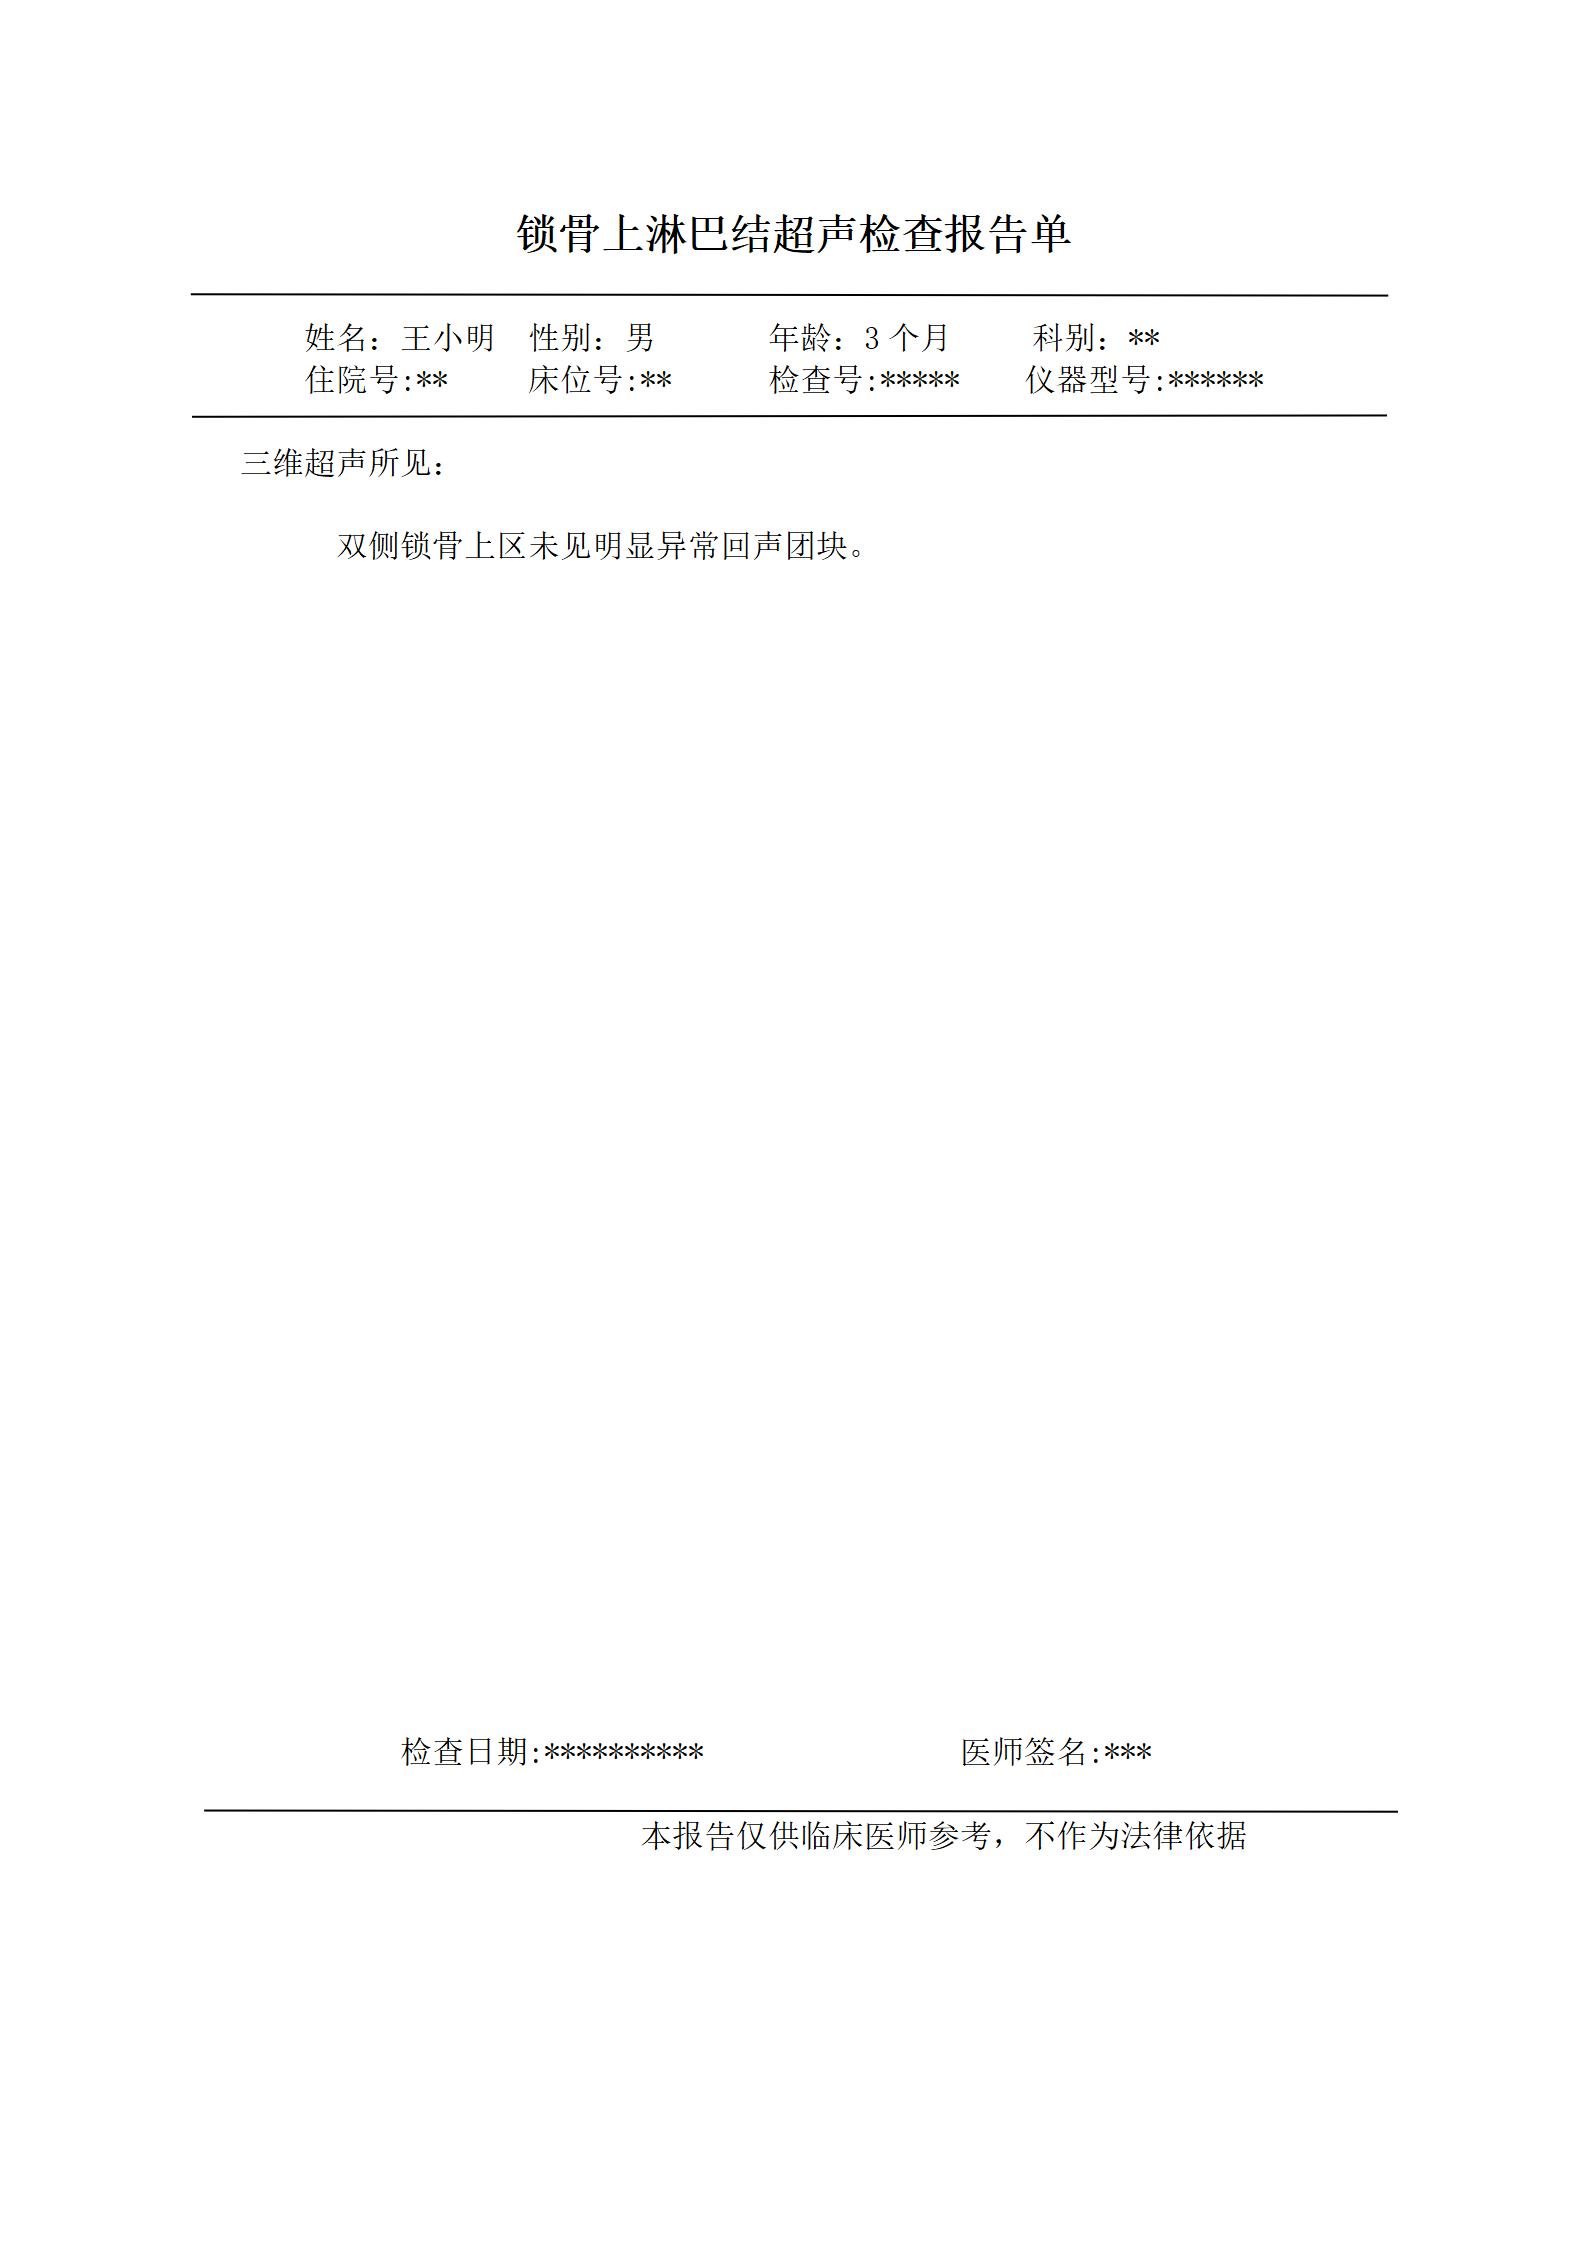 锁骨上淋巴结超声检查报告单
姓名：王小明 性别：男 年龄：3 个月 科别：**
住院号:** 床位号:** 检查号:***** 仪器型号:******
三维超声所见：
双侧锁骨上区未见明显异常回声团块。
检查日期:********** 医师签名:***
本报告仅供临床医师参考，不作为法律依据